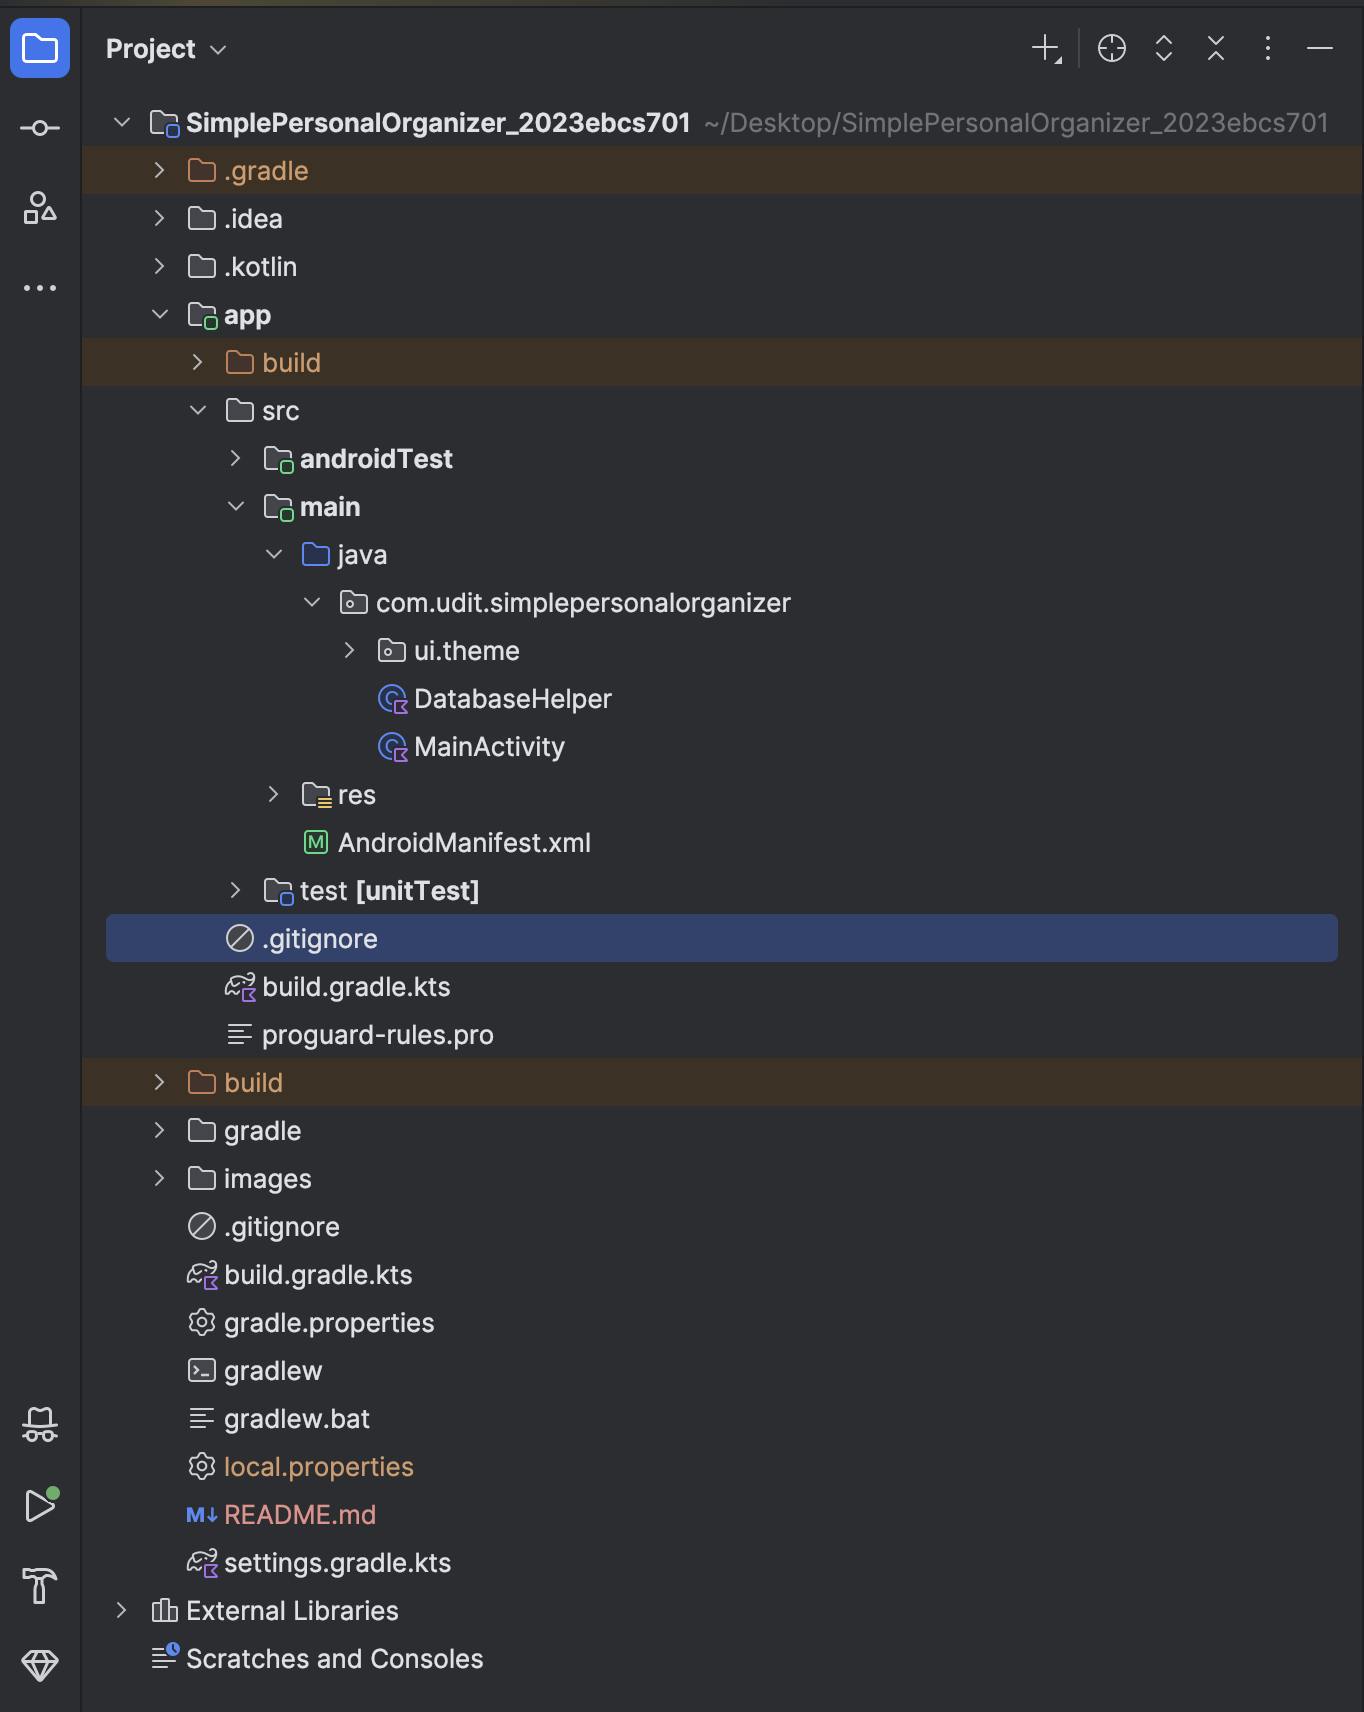 Project
SimplePersonalOrganizer_2023ebcs701 ~/Desktop/SimplePersonalOrganizer_2023ebcs701
.gradle
.idea
.kotlin
app
build
src
androidTest
main
java
com.udit.simplepersonalorganizer
ui.theme
DatabaseHelper
MainActivity
res
M AndroidManifest.xml
test [unitTest]
.gitignore
build.gradle.kts
proguard-rules.pro
build
gradle
images
.gitignore
build.gradle.kts
gradle.properties
gradlew
gradlew.bat
local.properties
M↓ README.md
settings.gradle.kts
External Libraries
Scratches and Consoles